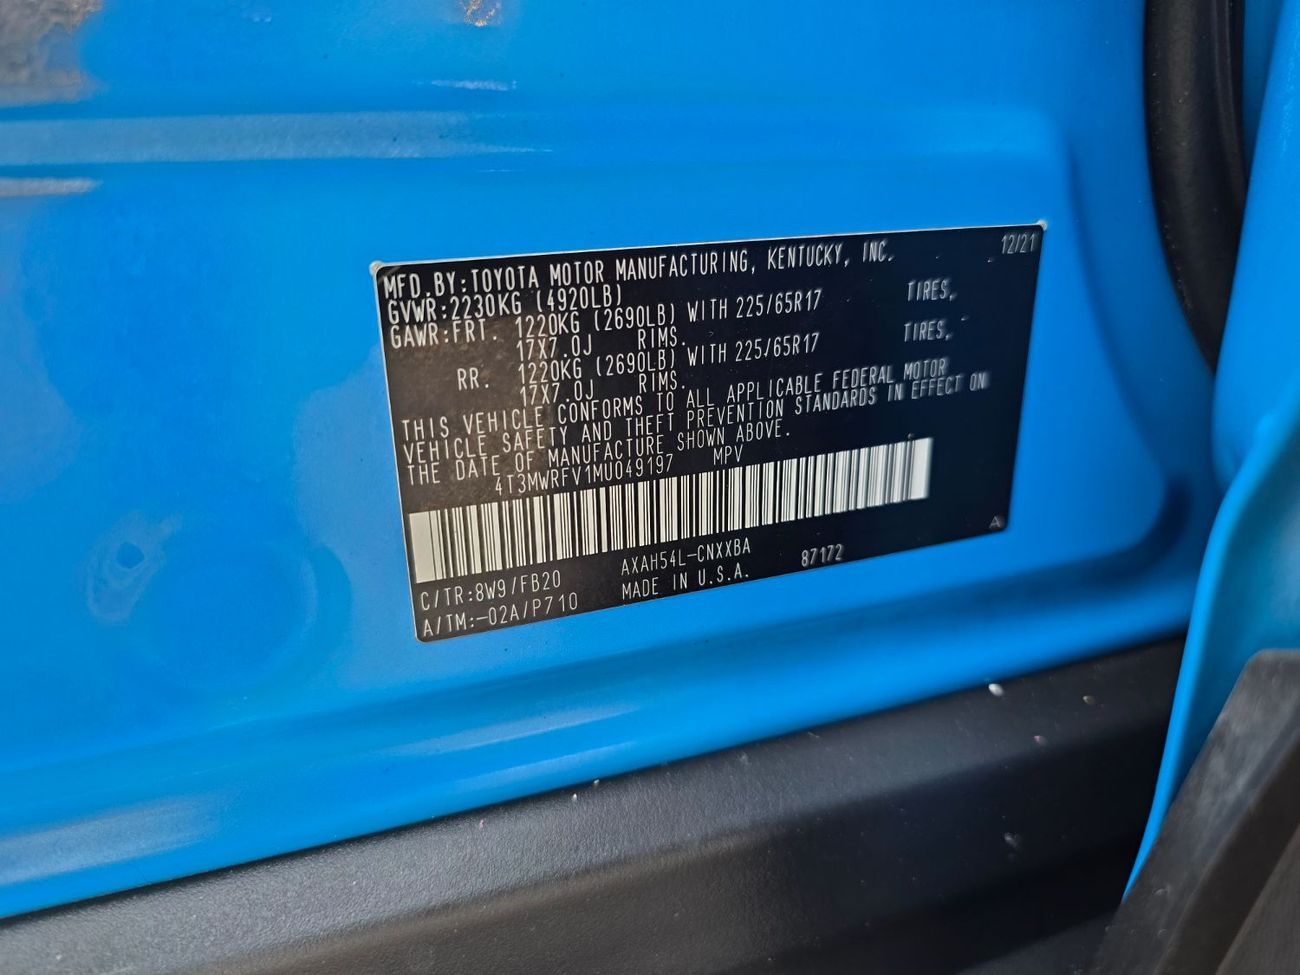 MFD.BY:TOYOTA MOTOR MANUFACTURING, KENTUCKY, INC. 12/21
GVWR:2230KG (4920LB)
GAWR:FRT. 1220KG (2690LB) WITH 225/65R17 TIRES,
17X7.0J RIMS.
RR. 1220KG (2690LB) WITH 225/65R17 TIRES,
17X7.0J RIMS.
THIS VEHICLE CONFORMS TO ALL APPLICABLE FEDERAL MOTOR
VEHICLE SAFETY AND THEFT PREVENTION STANDARDS IN EFFECT ON
THE DATE OF MANUFACTURE SHOWN ABOVE.
4T3MWRFV1MU049197 MPV
A
C/TR:8W9/FB20 AXAH54L-CNXXBA 87172
A/TM:-02A/P710 MADE IN U.S.A.